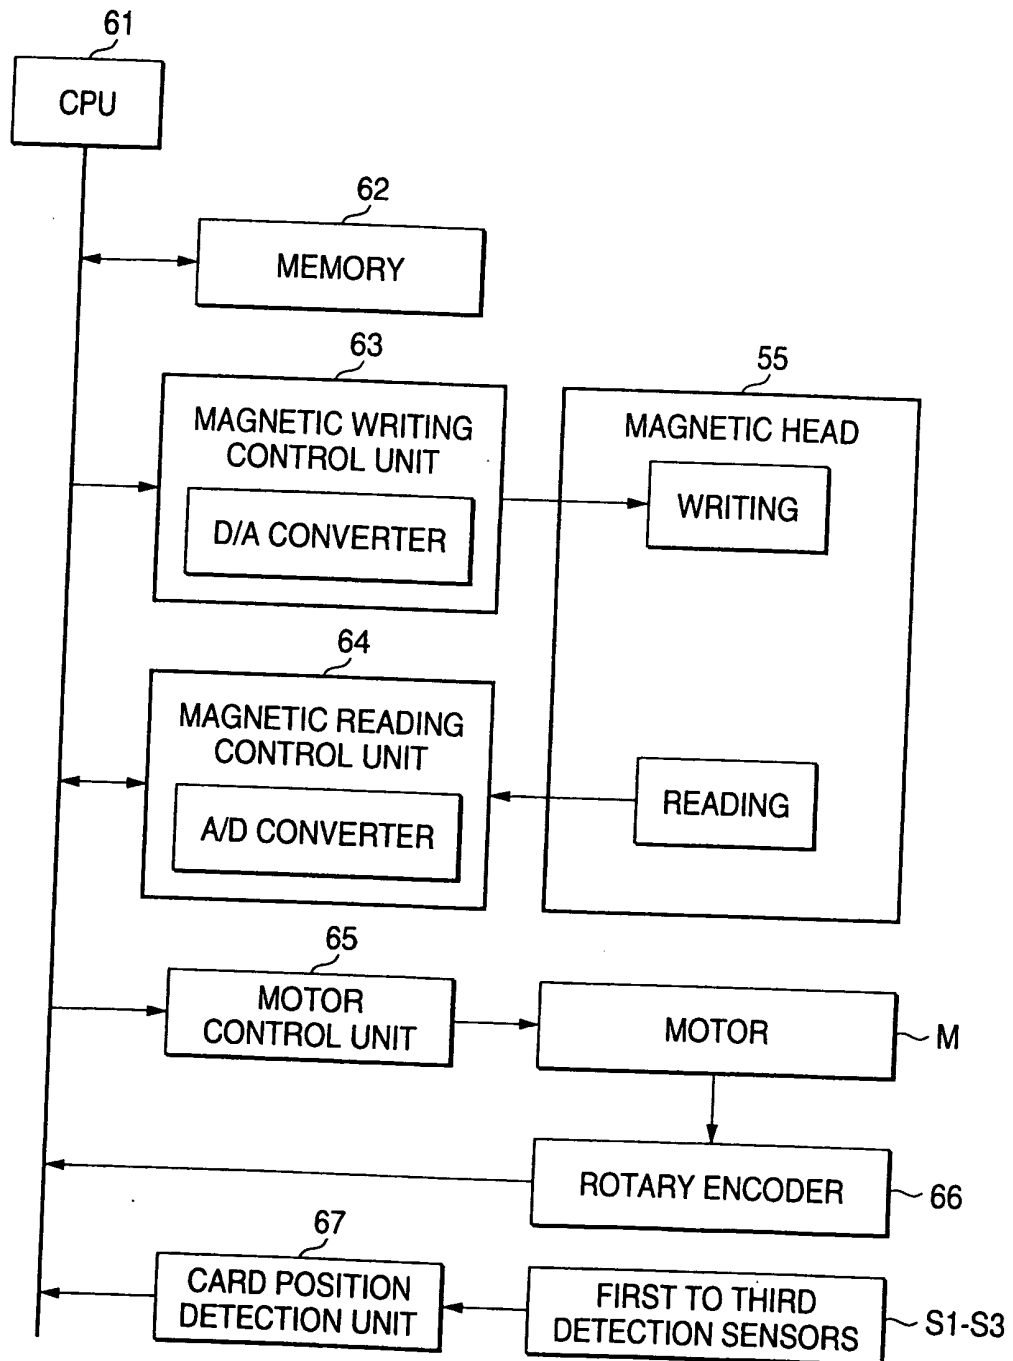 61
CPU
62
MEMORY
63
MAGNETIC WRITING
CONTROL UNIT
D/A CONVERTER
55
MAGNETIC HEAD
WRITING
64
MAGNETIC READING
CONTROL UNIT
A/D CONVERTER
READING
65
MOTOR
CONTROL UNIT
MOTOR
M
ROTARY ENCODER
66
67
CARD POSITION
DETECTION UNIT
FIRST TO THIRD
DETECTION SENSORS
S1-S3